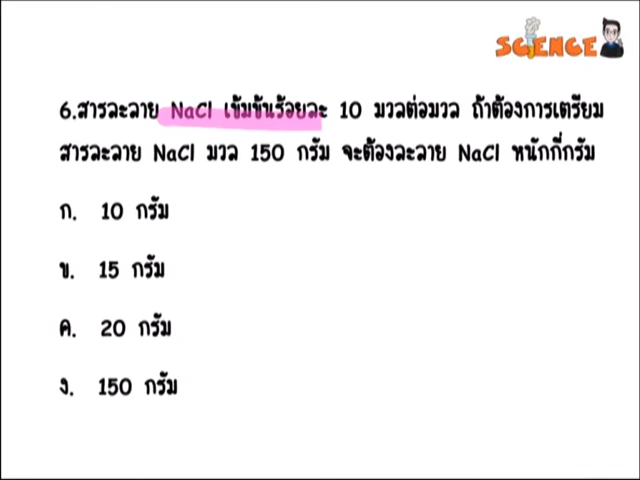 SCIENCE
6.สารละลาย NaCl เข้มข้นร้อยละ 10 มวลต่อมวล ถ้าต้องการเตรียม
สารละลาย NaCl มวล 150 กรัม จะต้องละลาย NaCl หนักกี่กรัม
ก. 10 กรัม
ข. 15 กรัม
ค. 20 กรัม
ง. 150 กรัม